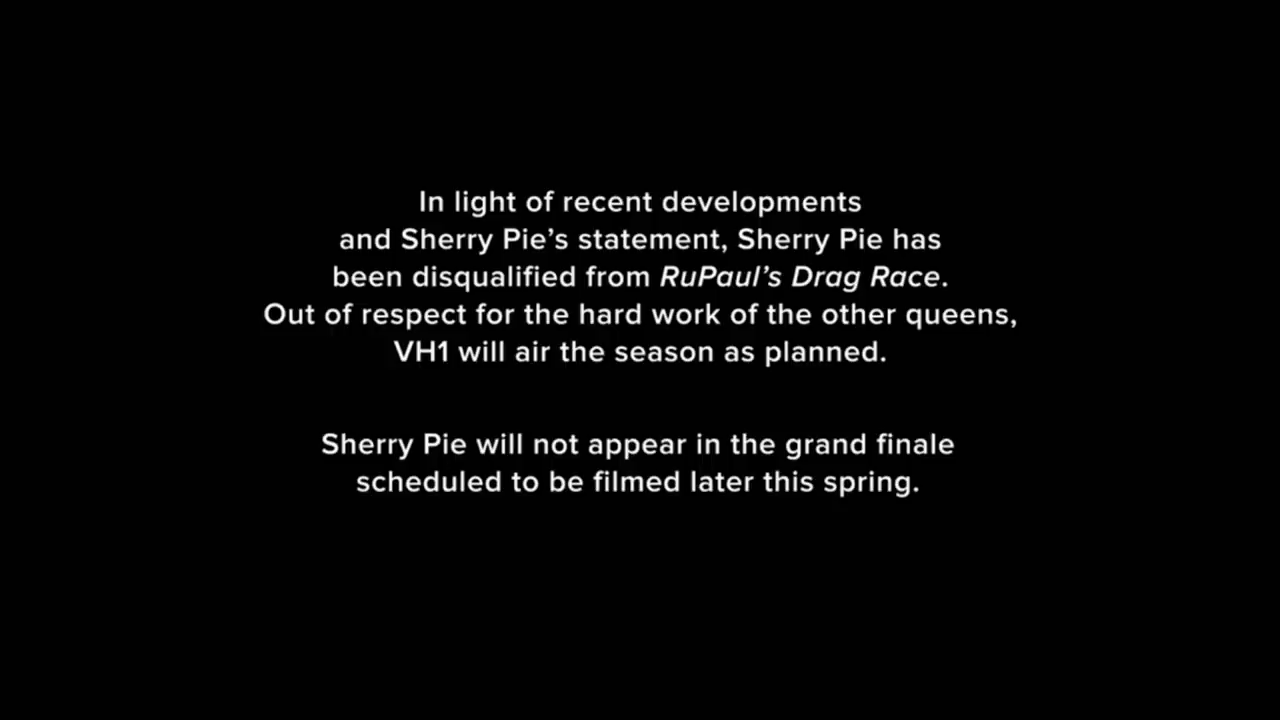 In light of recent developments
and Sherry Pie’s statement, Sherry Pie has
been disqualified from RuPaul’s Drag Race.
Out of respect for the hard work of the other queens,
VH1 will air the season as planned.
Sherry Pie will not appear in the grand finale
scheduled to be filmed later this spring.